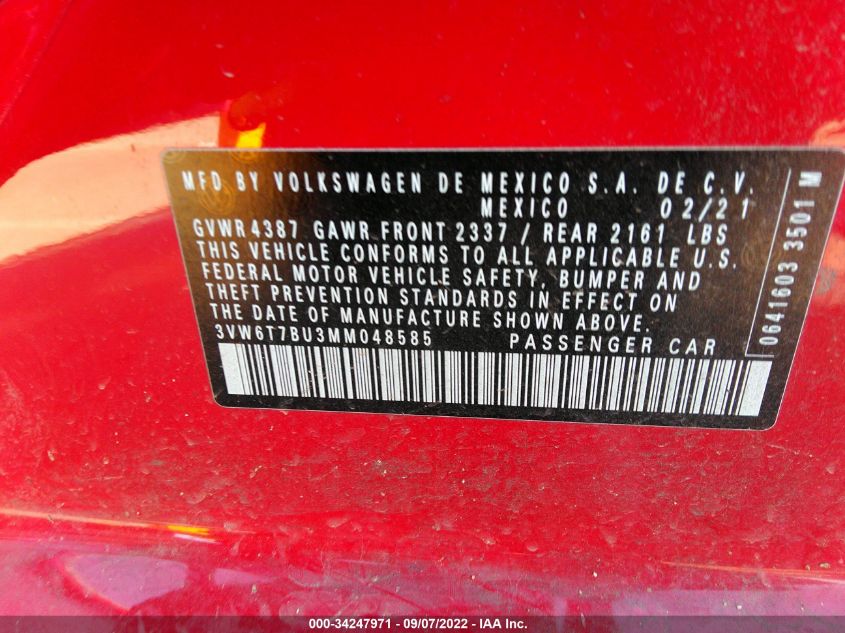 MFD BY VOLKSWAGEN DE MEXICO S.A. DE C.V.
MEXICO 02/21
GVWR 4387 GAWR FRONT 2337 / REAR 2161 LBS
THIS VEHICLE CONFORMS TO ALL APPLICABLE U.S.
FEDERAL MOTOR VEHICLE SAFETY, BUMPER AND
THEFT PREVENTION STANDARDS IN EFFECT ON
THE DATE OF MANUFACTURE SHOWN ABOVE.
3VW6T7BU3MM048585 PASSENGER CAR
0641603 3501 M
000-34247971 - 09/07/2022 - IAA Inc.